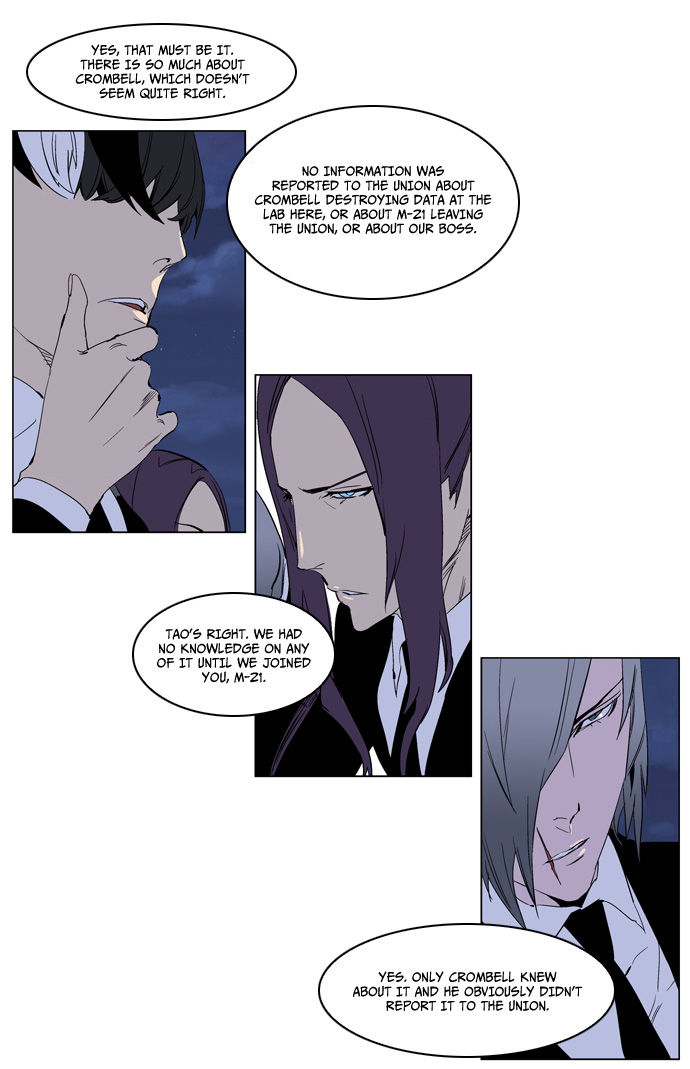 YES, THAT MUST BE IT.
THERE IS SO MUCH ABOUT
CROMBELL, WHICH DOESN'T
SEEM QUITE RIGHT.
NO INFORMATION WAS
REPORTED TO THE UNION ABOUT
CROMBELL DESTROYING DATA AT THE
LAB HERE, OR ABOUT M-21 LEAVING
THE UNION, OR ABOUT OUR BOSS.
TAO'S RIGHT. WE HAD
NO KNOWLEDGE ON ANY
OF IT UNTIL WE JOINED
YOU, M-21.
YES. ONLY CROMBELL KNEW
ABOUT IT AND HE OBVIOUSLY DIDN'T
REPORT IT TO THE UNION.